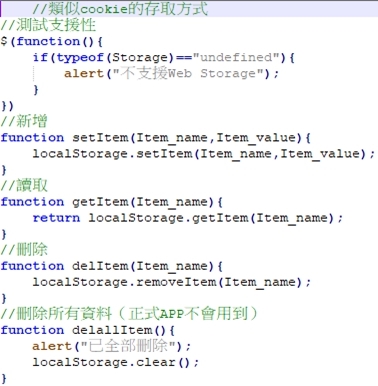 //類似cookie的存取方式
//測試支援性
$(function(){
    if(typeof(Storage)=="undefined"){
        alert("不支援Web Storage");
    }
})
//新增
function setItem(Item_name,Item_value){
    localStorage.setItem(Item_name,Item_value);
}
//讀取
function getItem(Item_name){
    return localStorage.getItem(Item_name);
}
//刪除
function delItem(Item_name){
    localStorage.removeItem(Item_name);
}
//刪除所有資料（正式APP不會用到）
function delallItem(){
    alert("已全部刪除");
    localStorage.clear();
}